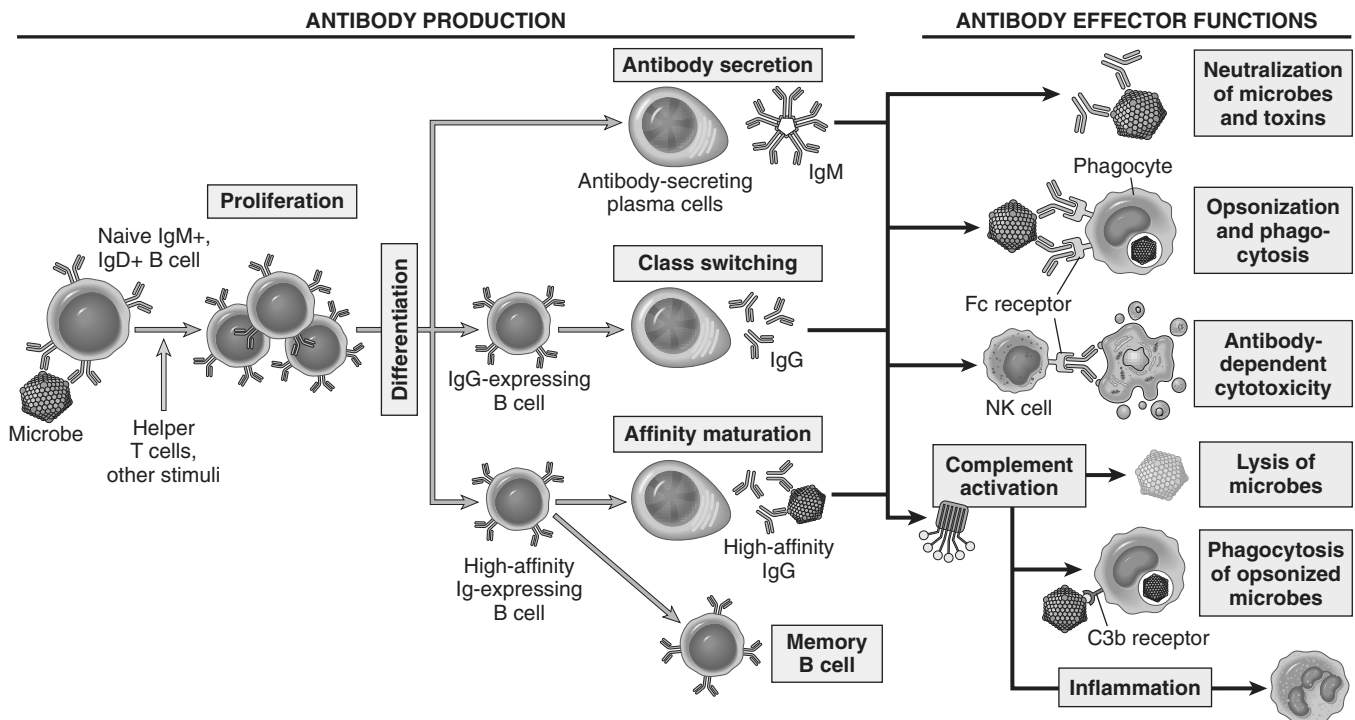 ANTIBODY PRODUCTION
ANTIBODY EFFECTOR FUNCTIONS
Antibody secretion
Antibody-secreting
plasma cells
IgM
Proliferation
Naive IgM+,
IgD+ B cell
Microbe
Helper
T cells,
other stimuli
Differentiation
Class switching
IgG-expressing
B cell
IgG
Affinity maturation
High-affinity
Ig-expressing
B cell
High-affinity
IgG
Memory
B cell
Neutralization
of microbes
and toxins
Phagocyte
Opsonization
and phago-
cytosis
Fc receptor
NK cell
Antibody-
dependent
cytotoxicity
Complement
activation
Lysis of
microbes
Phagocytosis
of opsonized
microbes
C3b receptor
Inflammation